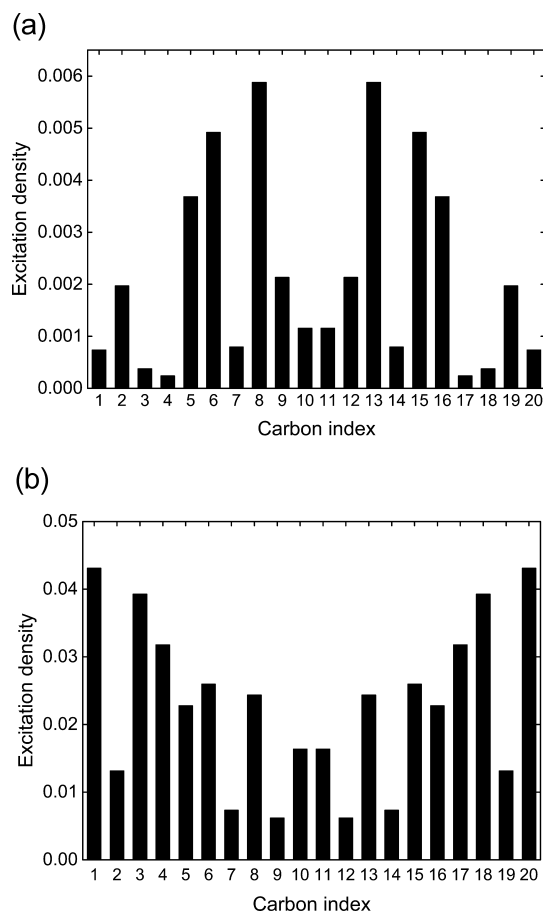 (a)
0.006
0.005
0.004
0.003
0.002
0.001
0.000
Excitation density
1 2 3 4 5 6 7 8 9 10 11 12 13 14 15 16 17 18 19 20
Carbon index
(b)
0.05
0.04
0.03
0.02
0.01
0.00
Excitation density
1 2 3 4 5 6 7 8 9 10 11 12 13 14 15 16 17 18 19 20
Carbon index